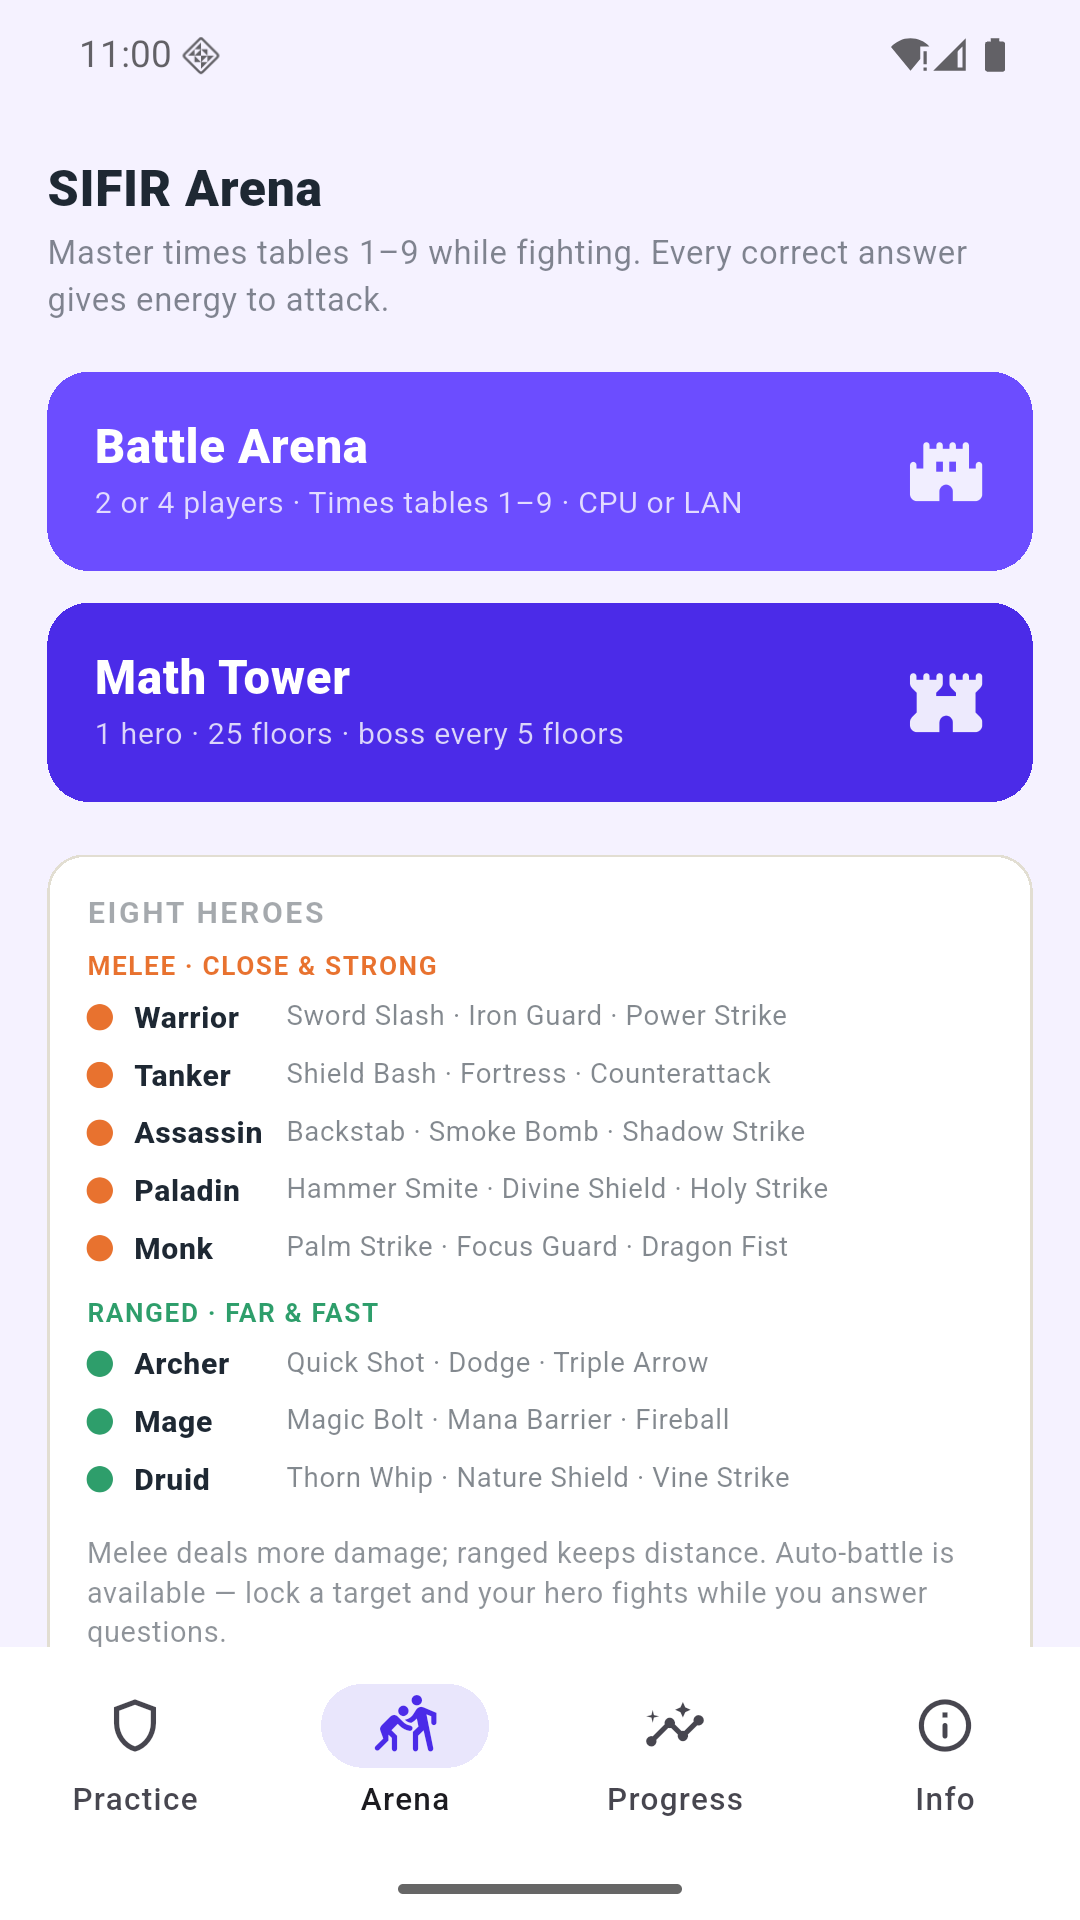 11:00
SIFIR Arena
Master times tables 1–9 while fighting. Every correct answer
gives energy to attack.
Battle Arena
2 or 4 players · Times tables 1–9 · CPU or LAN
Math Tower
1 hero · 25 floors · boss every 5 floors
EIGHT HEROES
MELEE · CLOSE & STRONG
Warrior Sword Slash · Iron Guard · Power Strike
Tanker Shield Bash · Fortress · Counterattack
Assassin Backstab · Smoke Bomb · Shadow Strike
Paladin Hammer Smite · Divine Shield · Holy Strike
Monk Palm Strike · Focus Guard · Dragon Fist
RANGED · FAR & FAST
Archer Quick Shot · Dodge · Triple Arrow
Mage Magic Bolt · Mana Barrier · Fireball
Druid Thorn Whip · Nature Shield · Vine Strike
Melee deals more damage; ranged keeps distance. Auto-battle is
available — lock a target and your hero fights while you answer
questions.
Practice Arena Progress Info